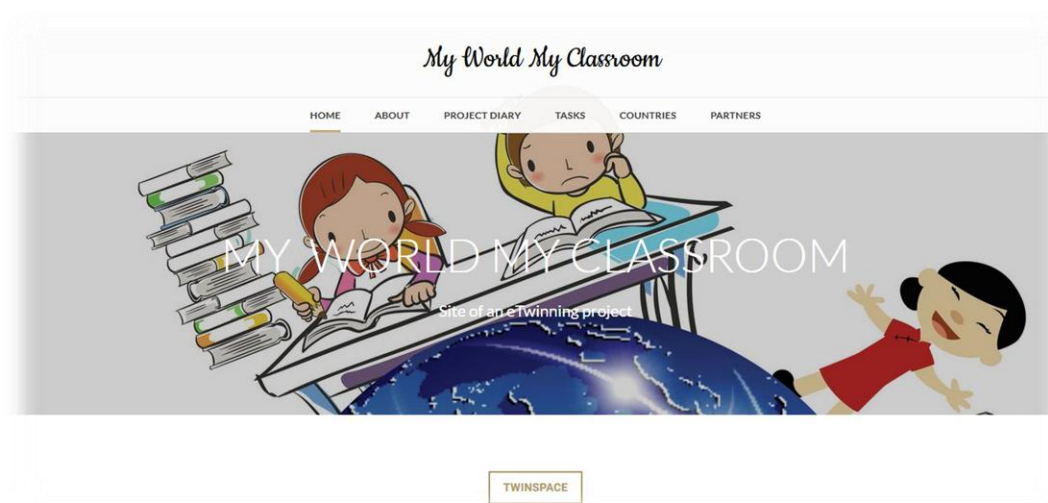 My World My Classroom
HOME ABOUT PROJECT DIARY TASKS COUNTRIES PARTNERS
MY WORLD MY CLASSROOM
Site of an eTwinning project
TWINSPACE